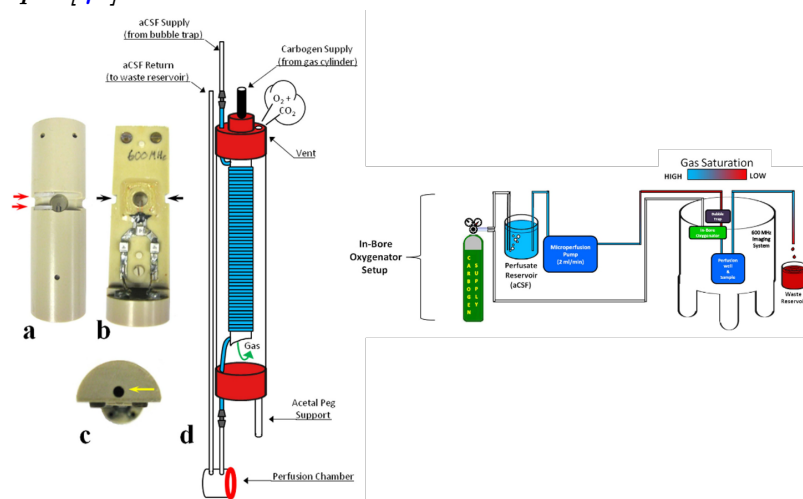 aCSF Supply
(from bubble trap)
aCSF Return
(to waste reservoir)
Carbogen Supply
(from gas cylinder)
O2 +
CO2
Vent
600 MHz
a
b
Gas
Acetal Peg
Support
c
d
Perfusion Chamber
Gas Saturation
HIGH
LOW
In-Bore
Oxygenator
Setup
CARBOGEN
SUPPLY
Perfusate
Reservoir
(aCSF)
Microperfusion
Pump
(2 ml/min)
Bubble
Trap
In-Bore
Oxygenator
600 MHz
Imaging
System
Perfusion
well
&
Sample
Waste
Reservoir